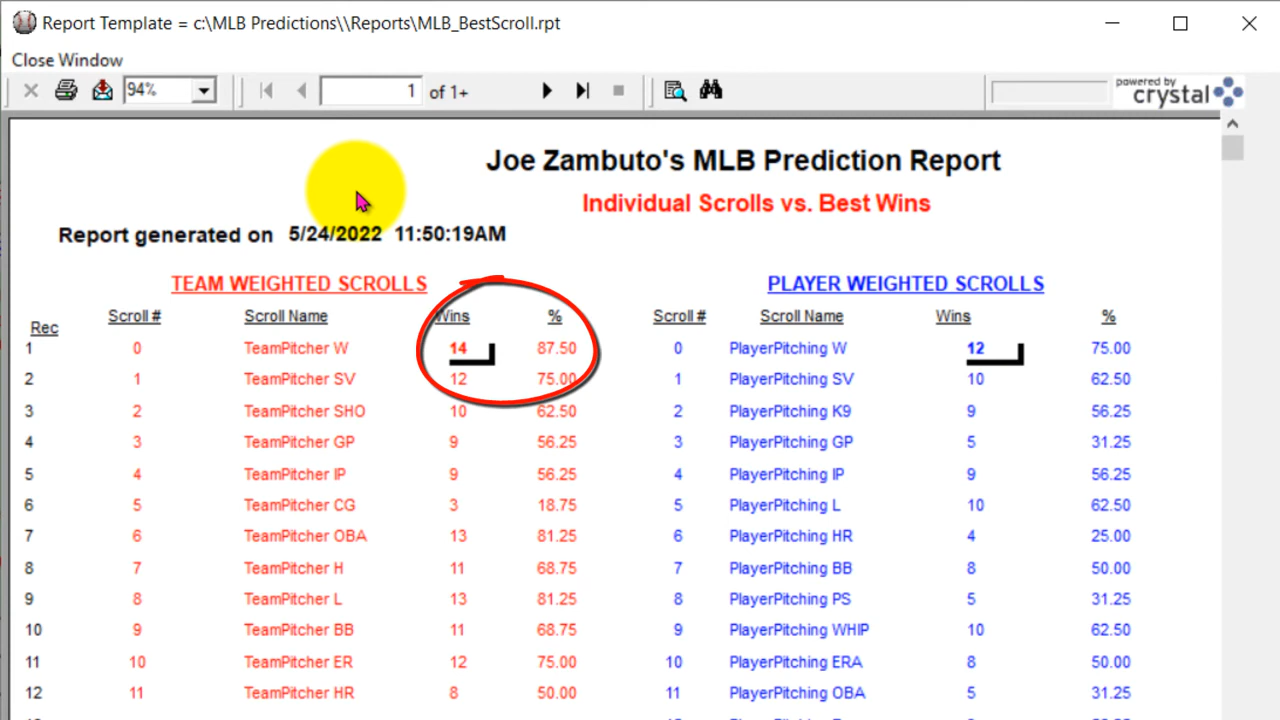 Report Template = c:\MLB Predictions\\Reports\MLB_BestScroll.rpt
Close Window
94% 1 of 1+ powered by crystal
Joe Zambuto's MLB Prediction Report
Individual Scrolls vs. Best Wins
Report generated on 5/24/2022 11:50:19AM
TEAM WEIGHTED SCROLLS PLAYER WEIGHTED SCROLLS
Rec Scroll # Scroll Name Wins % Scroll # Scroll Name Wins %
1 0 TeamPitcher W 14 87.50 0 PlayerPitching W 12 75.00
2 1 TeamPitcher SV 12 75.00 1 PlayerPitching SV 10 62.50
3 2 TeamPitcher SHO 10 62.50 2 PlayerPitching K9 9 56.25
4 3 TeamPitcher GP 9 56.25 3 PlayerPitching GP 5 31.25
5 4 TeamPitcher IP 9 56.25 4 PlayerPitching IP 9 56.25
6 5 TeamPitcher CG 3 18.75 5 PlayerPitching L 10 62.50
7 6 TeamPitcher OBA 13 81.25 6 PlayerPitching HR 4 25.00
8 7 TeamPitcher H 11 68.75 7 PlayerPitching BB 8 50.00
9 8 TeamPitcher L 13 81.25 8 PlayerPitching PS 5 31.25
10 9 TeamPitcher BB 11 68.75 9 PlayerPitching WHIP 10 62.50
11 10 TeamPitcher ER 12 75.00 10 PlayerPitching ERA 8 50.00
12 11 TeamPitcher HR 8 50.00 11 PlayerPitching OBA 5 31.25